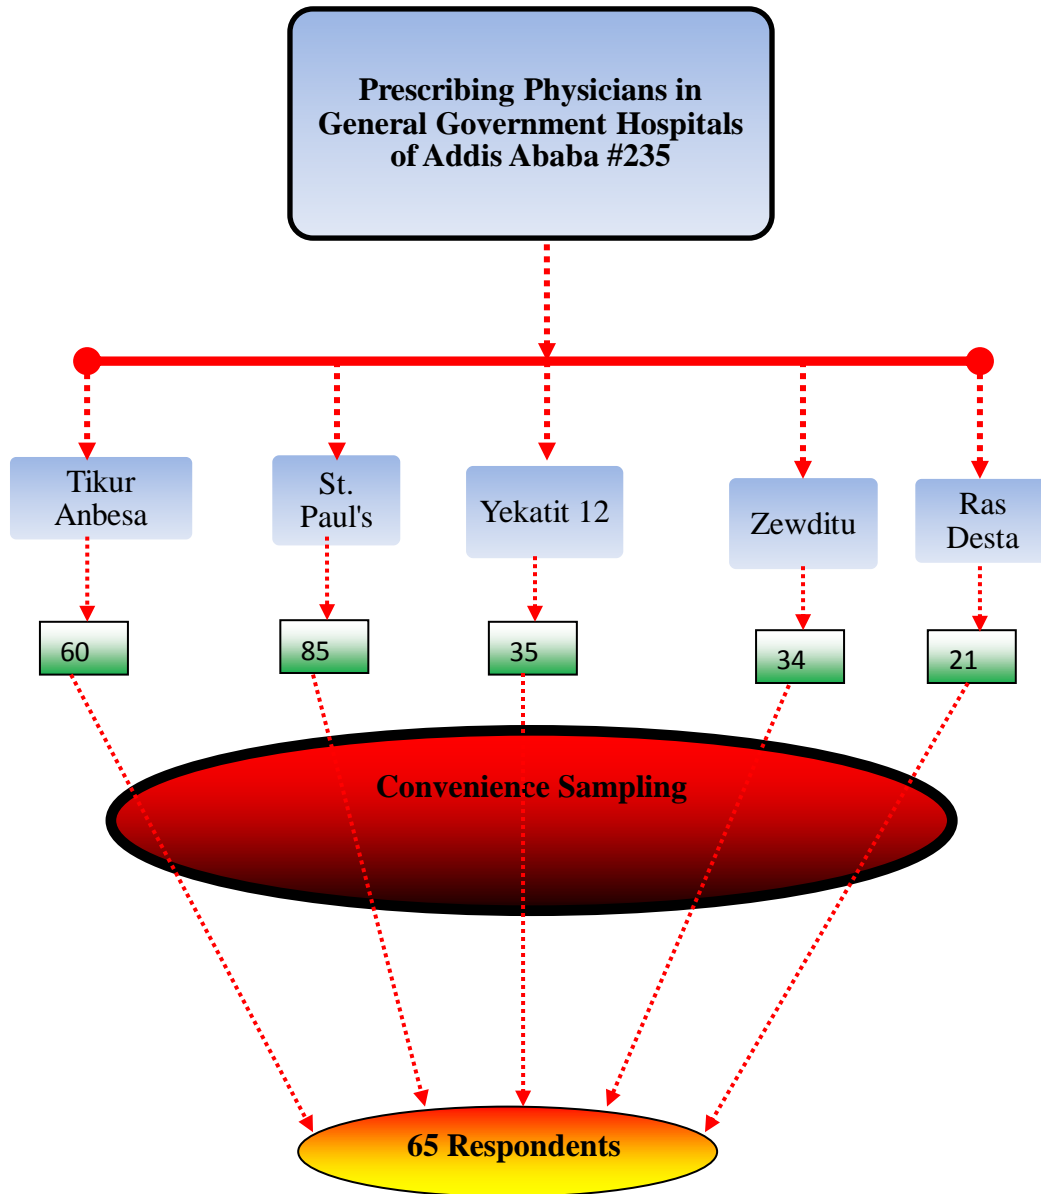 Prescribing Physicians in
General Government Hospitals
of Addis Ababa #235
Tikur
Anbesa
St.
Paul's
Yekatit 12
Zewditu
Ras
Desta
60
85
35
34
21
Convenience Sampling
65 Respondents